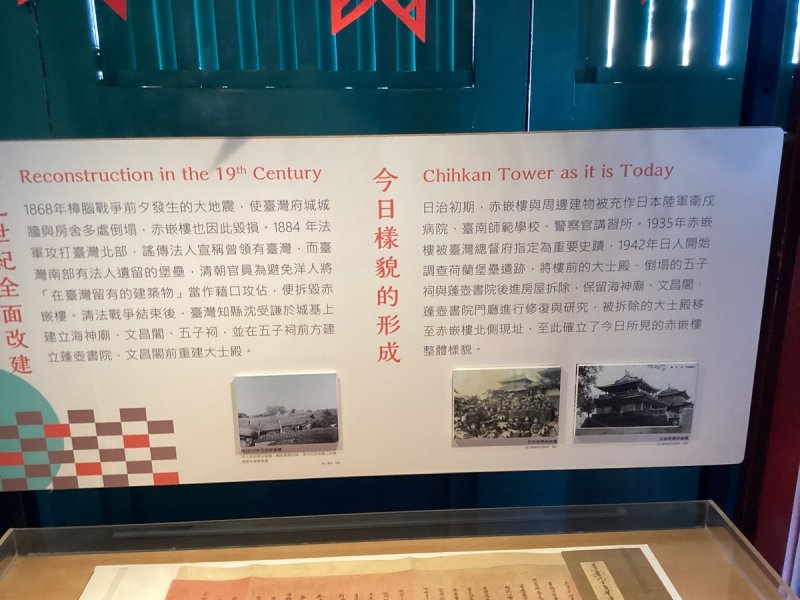 Reconstruction in the 19th Century
世紀全面改建
1868年樟腦戰爭前夕發生的大地震，使臺灣府城城
牆與房舍多處倒塌，赤嵌樓也因此毀損。1884 年法
軍攻打臺灣北部，謠傳法人宣稱曾領有臺灣，而臺
灣南部有法人遺留的堡壘，清朝官員為避免洋人將
「在臺灣留有的建築物」當作藉口攻佔，便拆毀赤
嵌樓。清法戰爭結束後，臺灣知縣沈受謙於城基上
建立海神廟、文昌閣、五子祠，並在五子祠前方建
立蓬壺書院，文昌閣前重建大士殿。
今日樣貌的形成
Chihkan Tower as it is Today
日治初期，赤嵌樓與周邊建物被充作日本陸軍衛戍
病院、臺南師範學校、警察官講習所。1935年赤嵌
樓被臺灣總督府指定為重要史蹟，1942年日人開始
調查荷蘭堡壘遺跡，將樓前的大士殿、倒塌的五子
祠與蓬壺書院後進房屋拆除，保留海神廟、文昌閣、
蓬壺書院門廳進行修復與研究，被拆除的大士殿移
至赤嵌樓北側現址，至此確立了今日所見的赤嵌樓
整體樣貌。
日治時期赤嵌樓
日治時期赤嵌樓